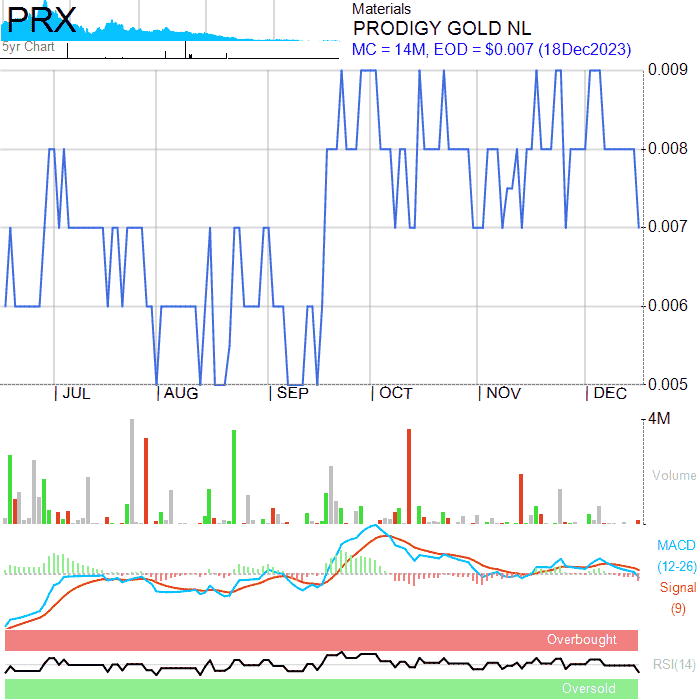 PRX
5yr Chart
Materials
PRODIGY GOLD NL
MC = 14M, EOD = $0.007 (18Dec2023)
0.009
0.008
0.007
0.006
0.005
JUL AUG SEP OCT NOV DEC
4M
Volume
MACD
(12-26)
Signal
(9)
Overbought
RSI(14)
Oversold